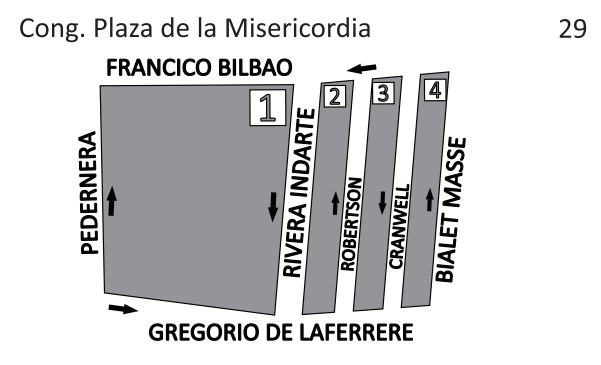 Cong. Plaza de la Misericordia 29
FRANCICO BILBAO
1
2
3
4
PEDERNERA
RIVERA INDARTE
ROBERTSON
CRANWELL
BIALET MASSE
GREGORIO DE LAFERRERE